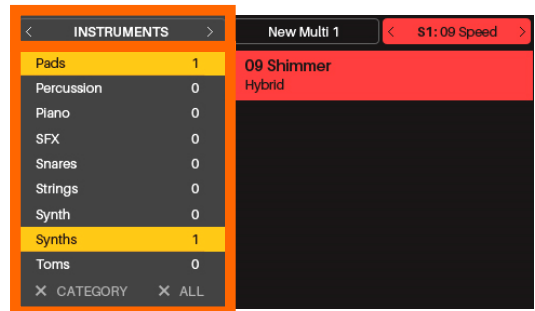 < INSTRUMENTS >
Pads 1
Percussion 0
Piano 0
SFX 0
Snares 0
Strings 0
Synth 0
Synths 1
Toms 0
✕ CATEGORY ✕ ALL
New Multi 1
< S1: 09 Speed >
09 Shimmer
Hybrid